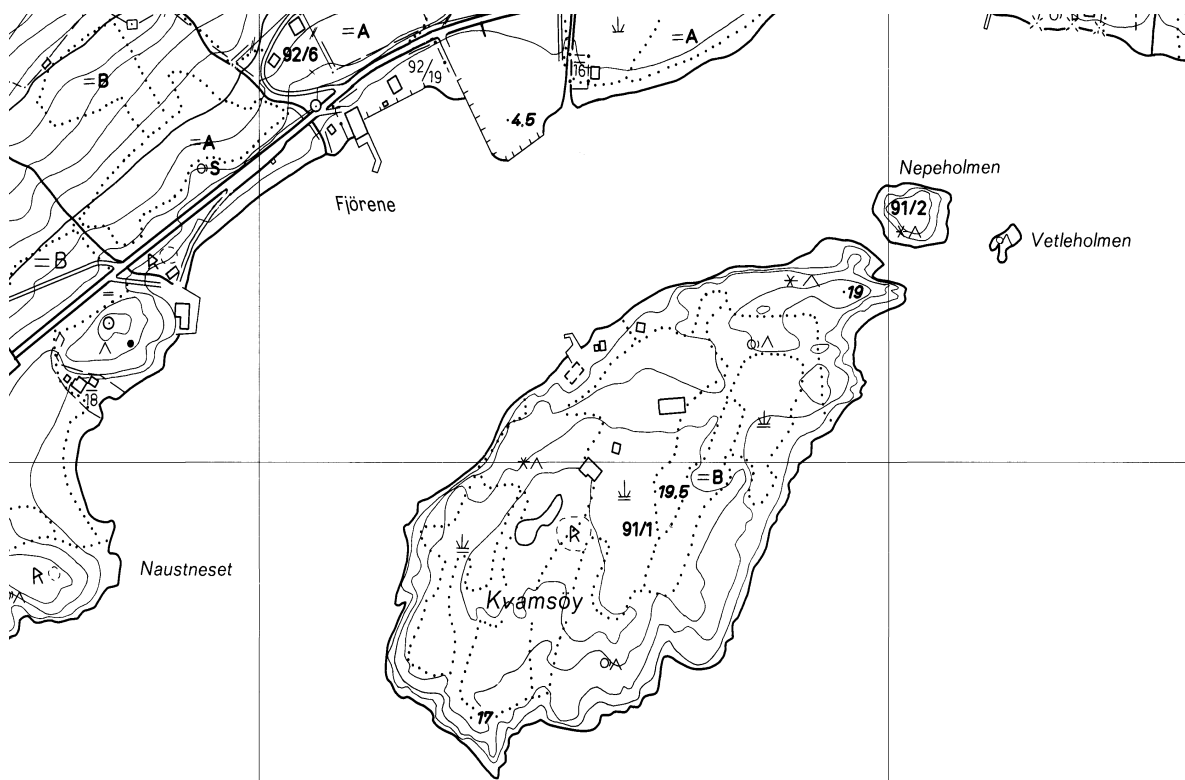 92/6
=A
=A
=B
92/19
16
4,5
=A
S
Nepeholmen
91/2
Fjörene
Vetleholmen
=B
R
19
18
=B
19,5
91/1
R
R
Naustneset
Kvamsöy
17